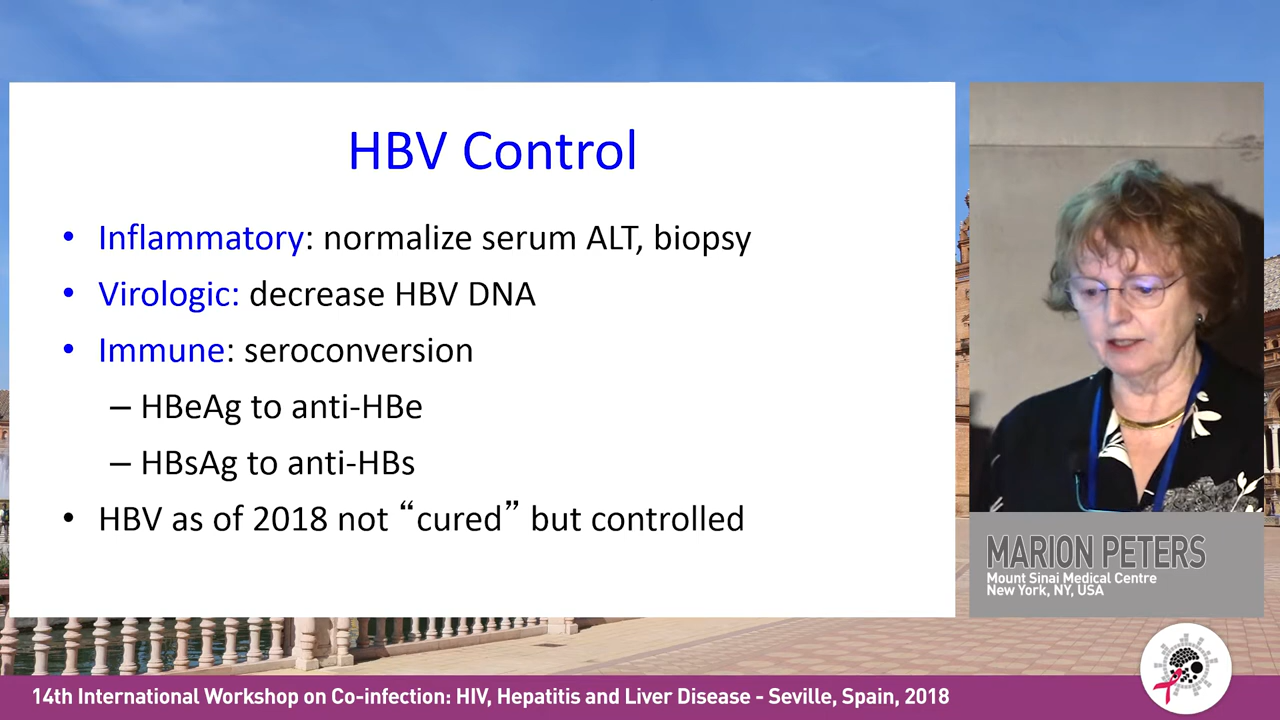 HBV Control
• Inflammatory: normalize serum ALT, biopsy
• Virologic: decrease HBV DNA
• Immune: seroconversion
– HBeAg to anti-HBe
– HBsAg to anti-HBs
• HBV as of 2018 not “cured” but controlled
MARION PETERS
Mount Sinai Medical Centre
New York, NY, USA
14th International Workshop on Co-infection: HIV, Hepatitis and Liver Disease - Seville, Spain, 2018